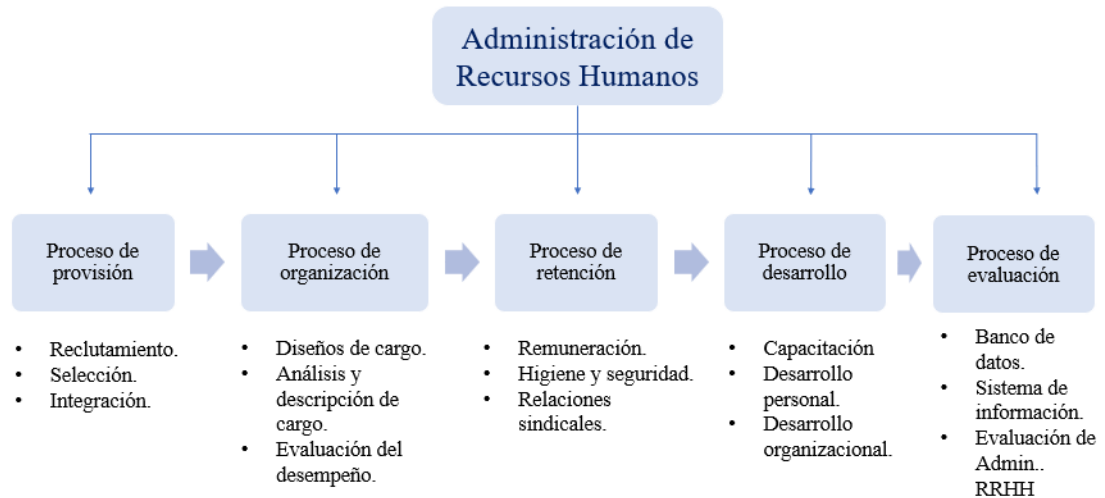 Administración de
Recursos Humanos
Proceso de
provisión
Proceso de
organización
Proceso de
retención
Proceso de
desarrollo
Proceso de
evaluación
• Reclutamiento.
• Selección.
• Integración.
• Diseños de cargo.
• Análisis y
descripción de
cargo.
• Evaluación del
desempeño.
• Remuneración.
• Higiene y seguridad.
• Relaciones
sindicales.
• Capacitación
• Desarrollo
personal.
• Desarrollo
organizacional.
• Banco de
datos.
• Sistema de
información.
• Evaluación de
Admin..
RRHH